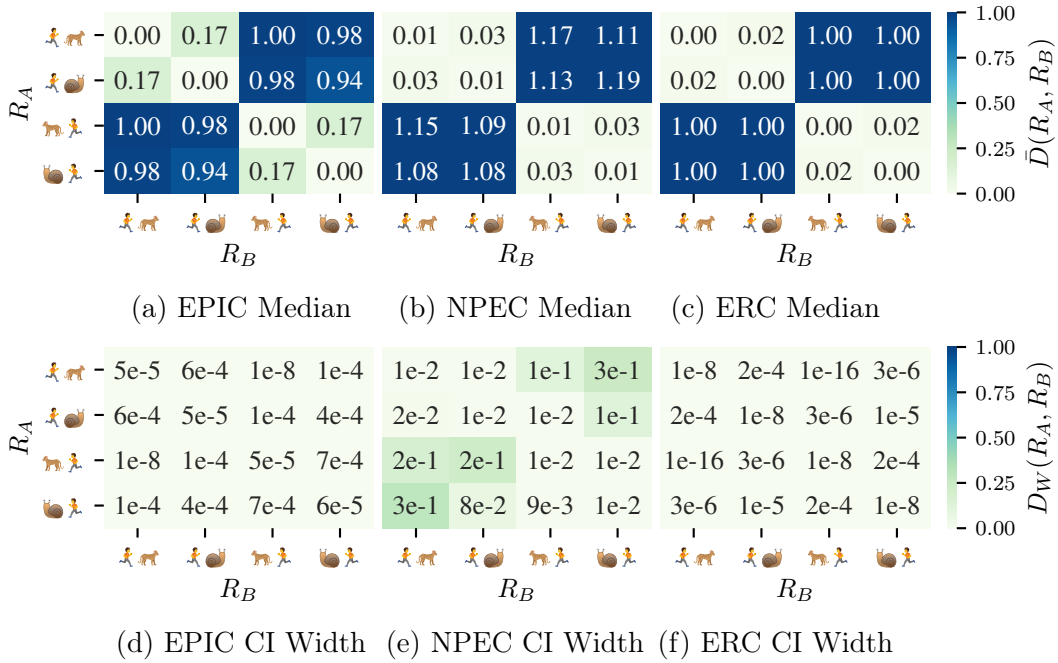 0.00 0.17 1.00 0.98 0.01 0.03 1.17 1.11 0.00 0.02 1.00 1.00
0.17 0.00 0.98 0.94 0.03 0.01 1.13 1.19 0.02 0.00 1.00 1.00
1.00 0.98 0.00 0.17 1.15 1.09 0.01 0.03 1.00 1.00 0.00 0.02
0.98 0.94 0.17 0.00 1.08 1.08 0.03 0.01 1.00 1.00 0.02 0.00
R_A
🏃🐆
🏃🐌
🐆🏃
🐌🏃
🏃🐆 🏃🐌 🐆🏃 🐌🏃 🏃🐆 🏃🐌 🐆🏃 🐌🏃 🏃🐆 🏃🐌 🐆🏃 🐌🏃
R_B R_B R_B
1.00
0.75
0.50
0.25
0.00
D̄(R_A, R_B)
(a) EPIC Median (b) NPEC Median (c) ERC Median
5e-5 6e-4 1e-8 1e-4 1e-2 1e-2 1e-1 3e-1 1e-8 2e-4 1e-16 3e-6
6e-4 5e-5 1e-4 4e-4 2e-2 1e-2 1e-2 1e-1 2e-4 1e-8 3e-6 1e-5
1e-8 1e-4 5e-5 7e-4 2e-1 2e-1 1e-2 1e-2 1e-16 3e-6 1e-8 2e-4
1e-4 4e-4 7e-4 6e-5 3e-1 8e-2 9e-3 1e-2 3e-6 1e-5 2e-4 1e-8
R_A
🏃🐆
🏃🐌
🐆🏃
🐌🏃
🏃🐆 🏃🐌 🐆🏃 🐌🏃 🏃🐆 🏃🐌 🐆🏃 🐌🏃 🏃🐆 🏃🐌 🐆🏃 🐌🏃
R_B R_B R_B
1.00
0.75
0.50
0.25
0.00
D_W(R_A, R_B)
(d) EPIC CI Width (e) NPEC CI Width (f) ERC CI Width